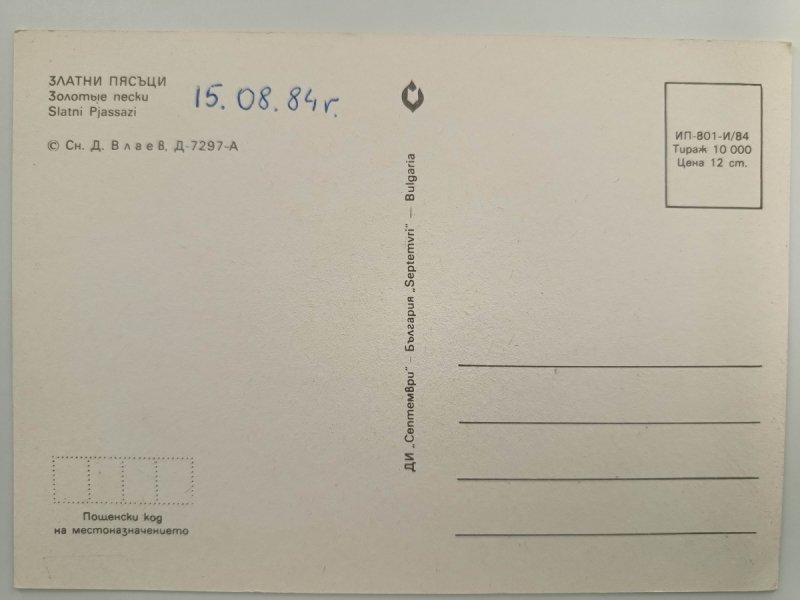 ЗЛАТНИ ПЯСЪЦИ
Золотые пески
Slatni Pjassazi
15.08.84г.
© Сн. Д. Влаев, Д-7297-А
ДИ „Септември" – България „Septemvri" — Bulgaria
ИП-801-И/84
Тираж 10 000
Цена 12 ст.
Пощенски код
на местоназначението